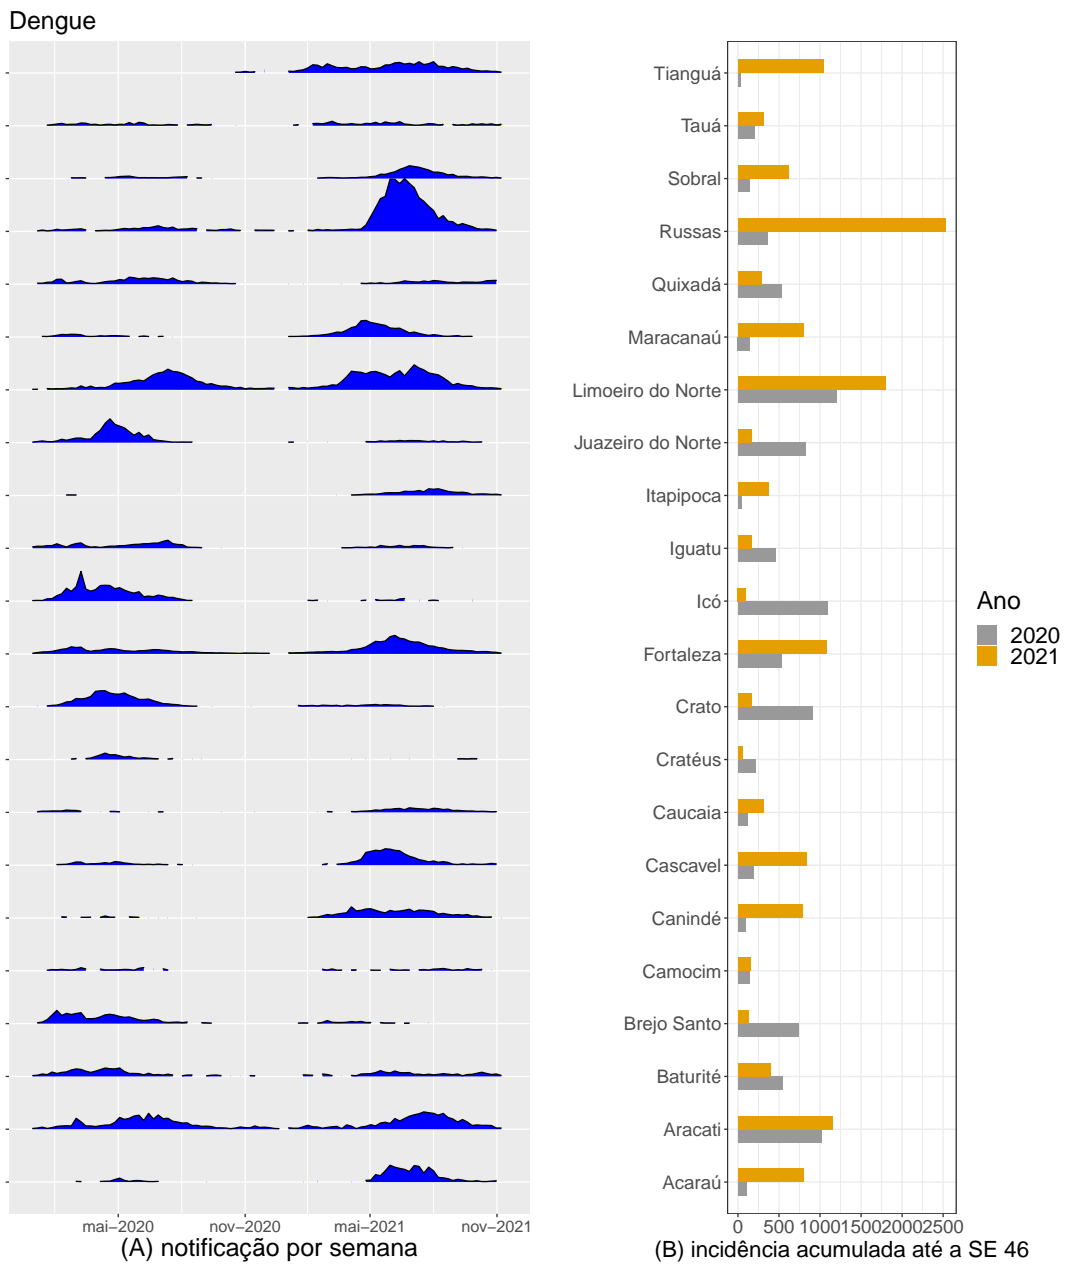 Dengue
Tianguá
Tauá
Sobral
Russas
Quixadá
Maracanaú
Limoeiro do Norte
Juazeiro do Norte
Itapipoca
Iguatu
Icó
Fortaleza
Crato
Cratéus
Caucaia
Cascavel
Canindé
Camocim
Brejo Santo
Baturité
Aracati
Acaraú
Ano
2020
2021
mai–2020 nov–2020 mai–2021 nov–2021
0 500 1000 1500 2000 2500
(A) notificação por semana
(B) incidência acumulada até a SE 46